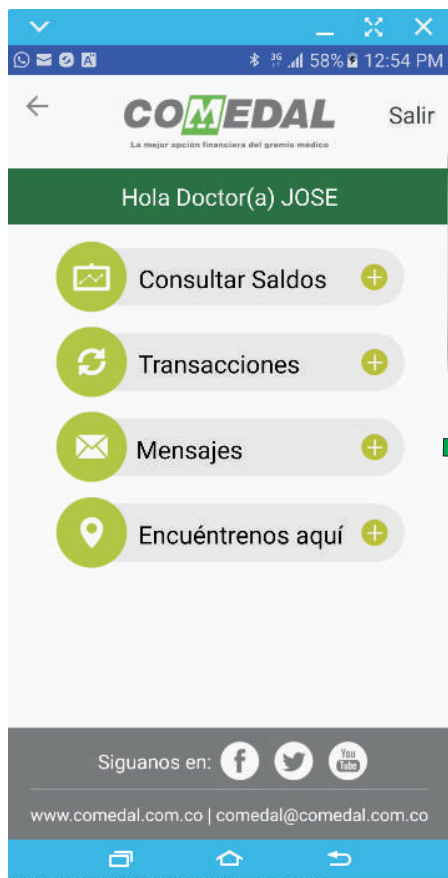 3G 58% 12:54 PM
COMEDAL
La mejor opción financiera del gremio médico
Salir
Hola Doctor(a) JOSE
Consultar Saldos
Transacciones
Mensajes
Encuéntrenos aquí
Siguanos en: f You Tube
www.comedal.com.co | comedal@comedal.com.co